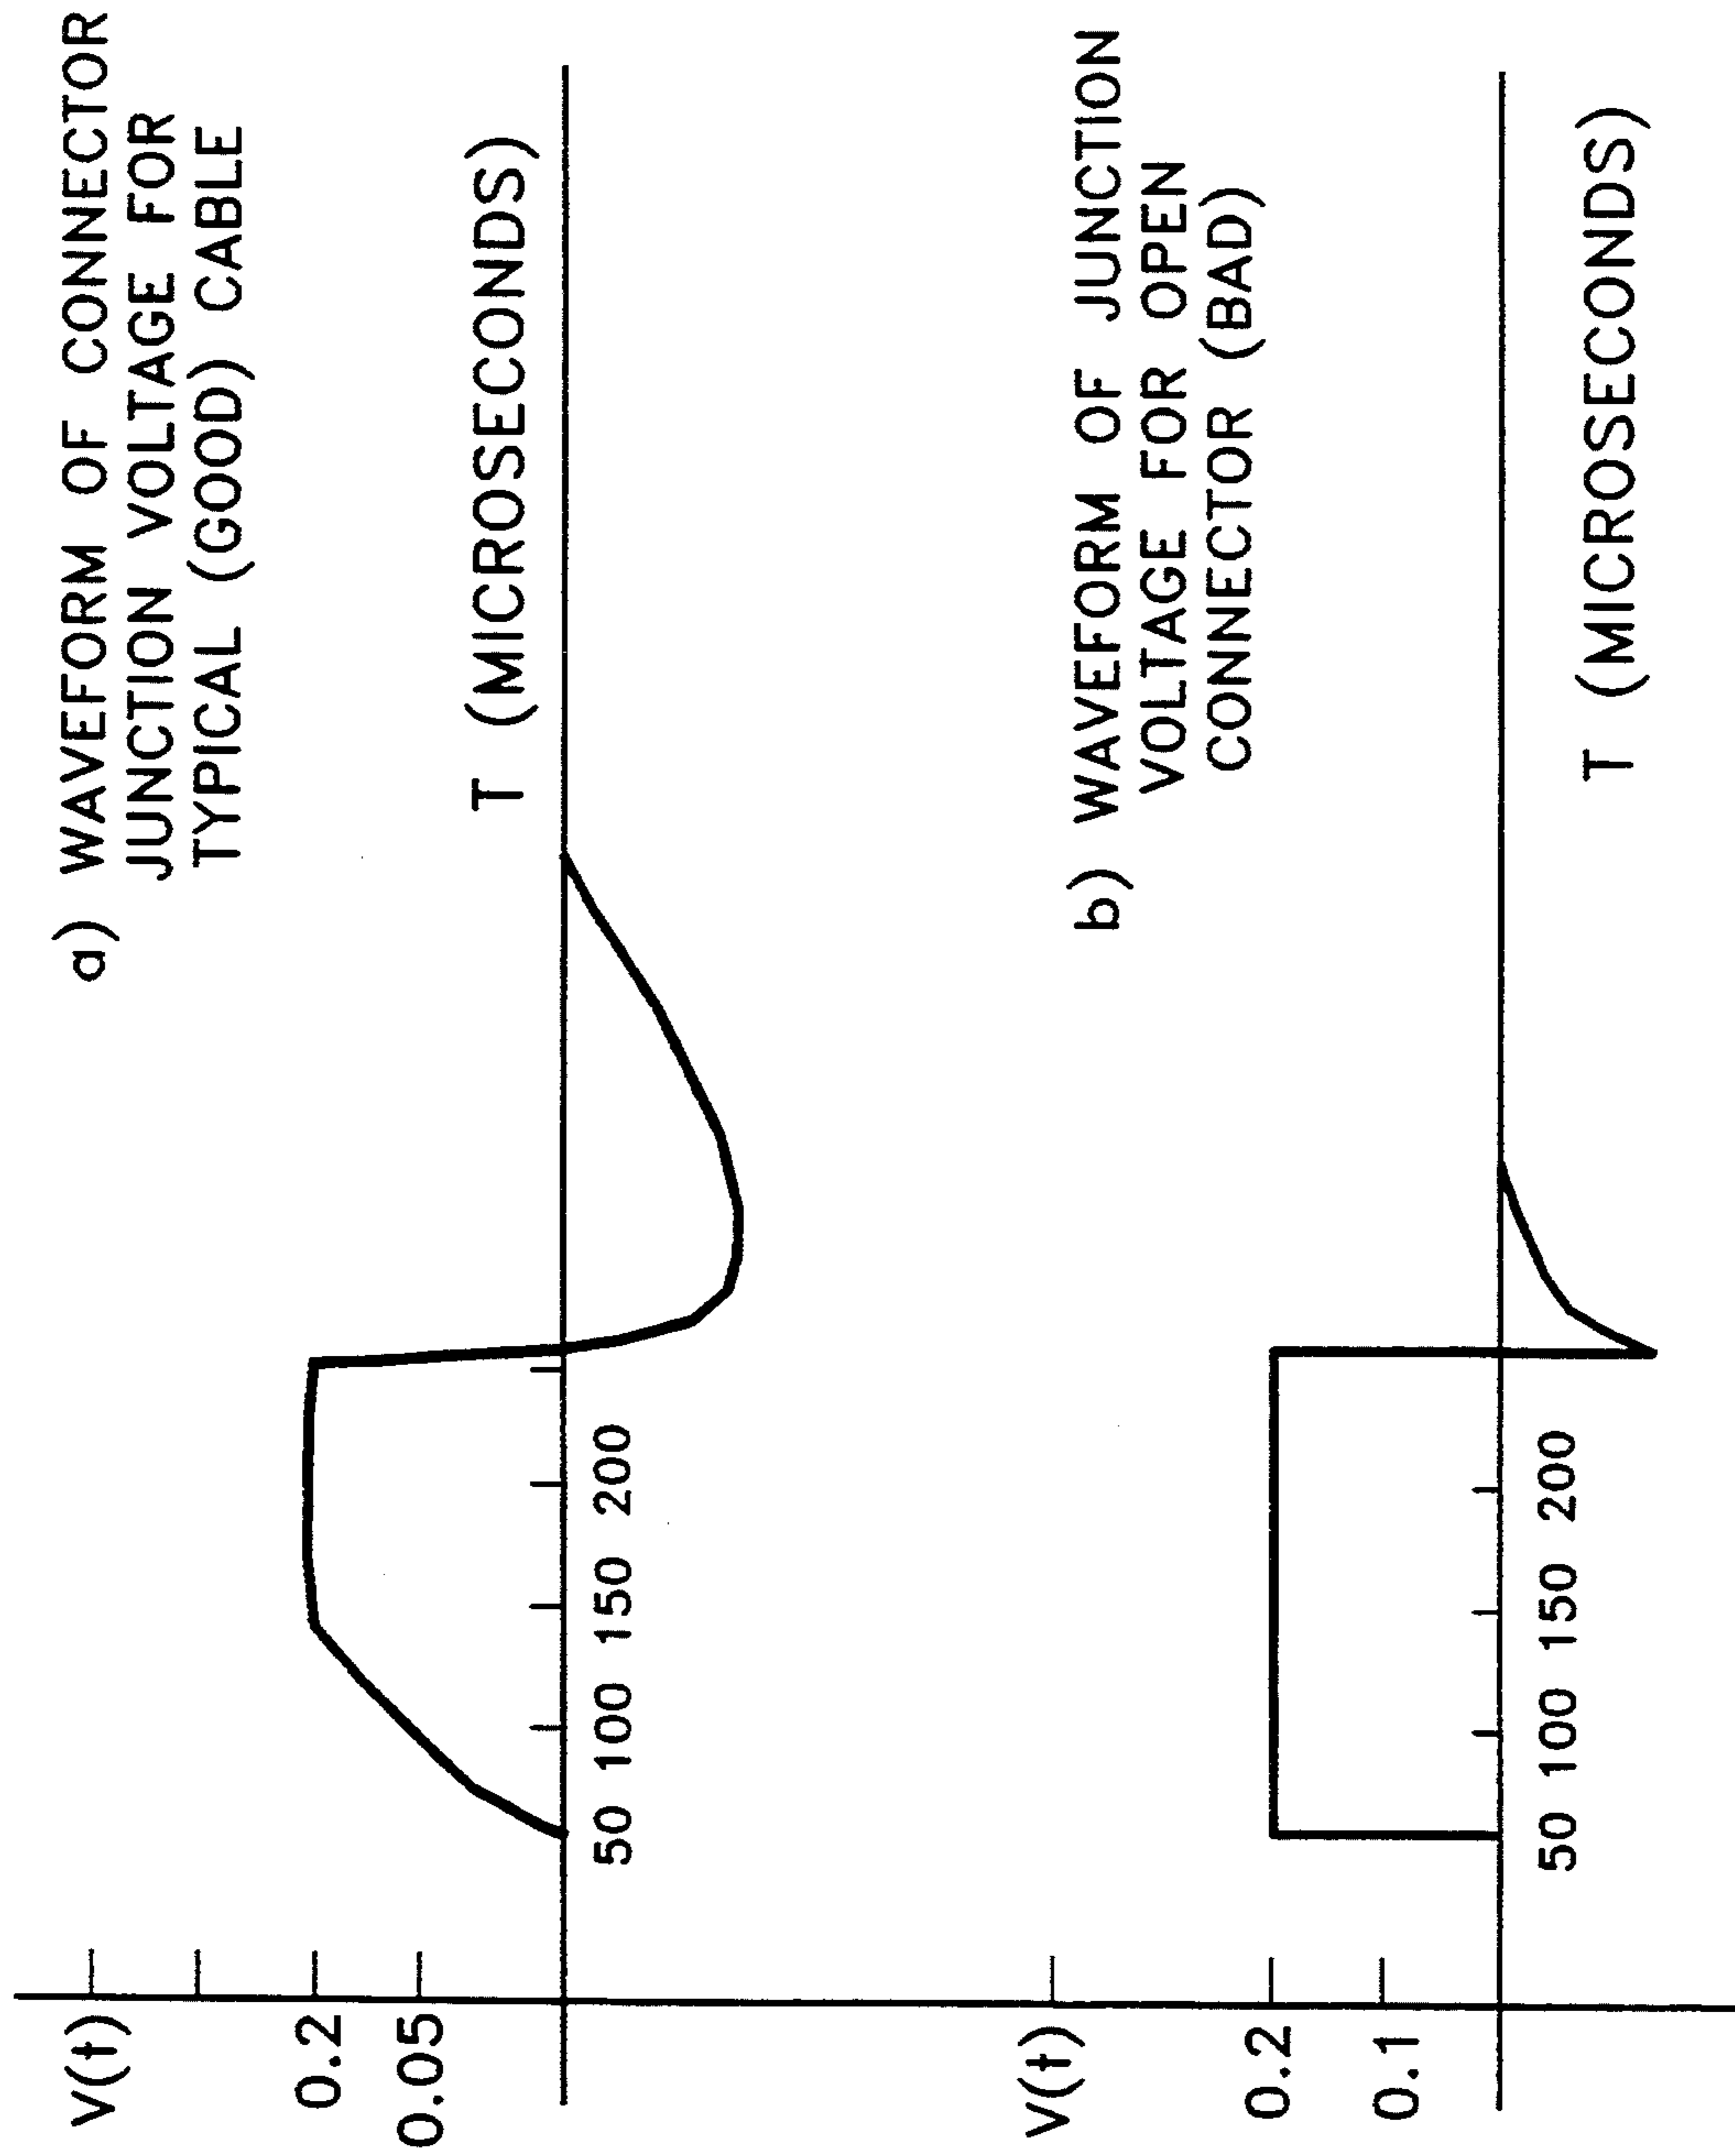 a) WAVEFORM OF CONNECTOR
JUNCTION VOLTAGE FOR
TYPICAL (GOOD) CABLE
V(t)
0.2
0.05
T (MICROSECONDS)
50 100 150 200
b) WAVEFORM OF JUNCTION
VOLTAGE FOR OPEN
CONNECTOR (BAD)
V(t)
0.2
0.1
T (MICROSECONDS)
50 100 150 200